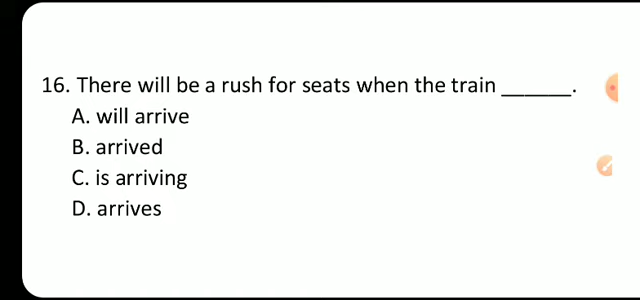 16. There will be a rush for seats when the train ______.
A. will arrive
B. arrived
C. is arriving
D. arrives